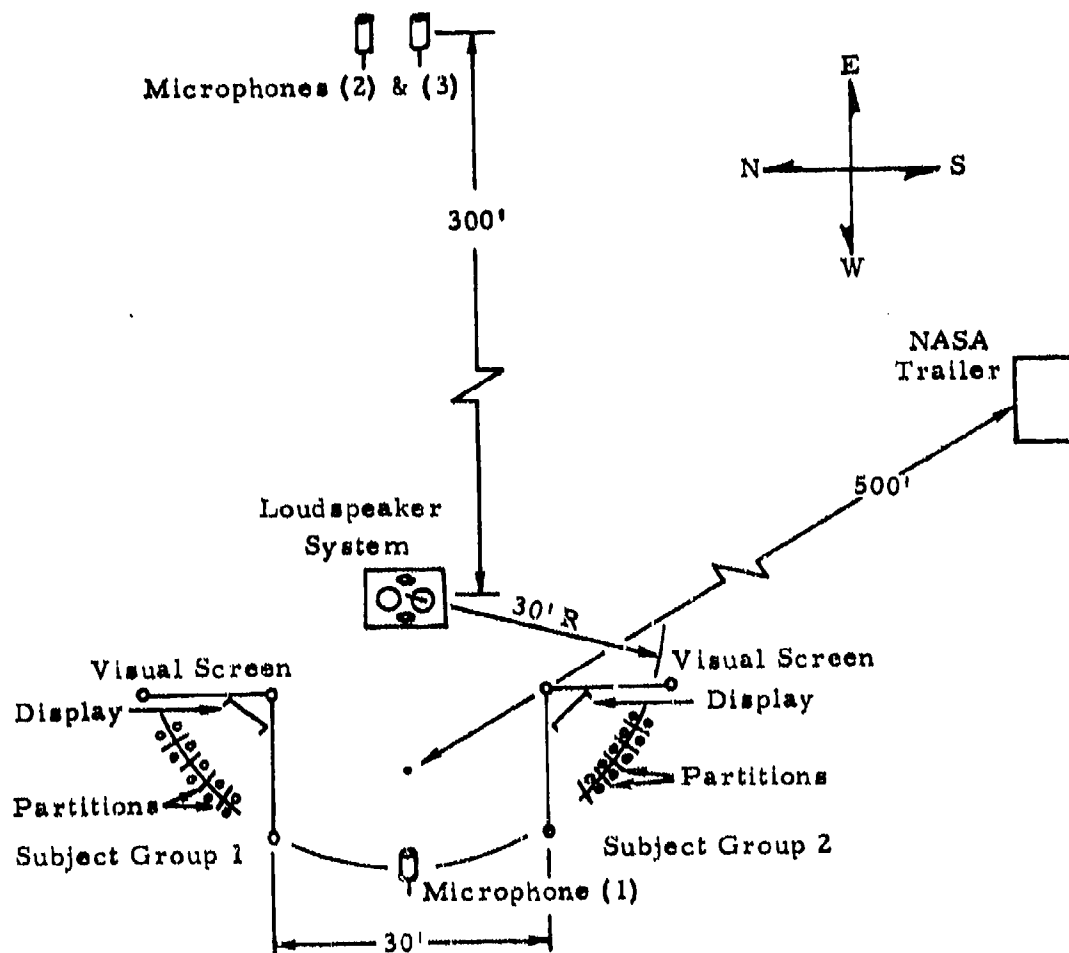 Microphones (2) & (3)
E
N
S
W
300'
NASA
Trailer
500'
Loudspeaker
System
30' R
Visual Screen
Visual Screen
Display
Display
Partitions
Partitions
Subject Group 1
Subject Group 2
Microphone (1)
30'